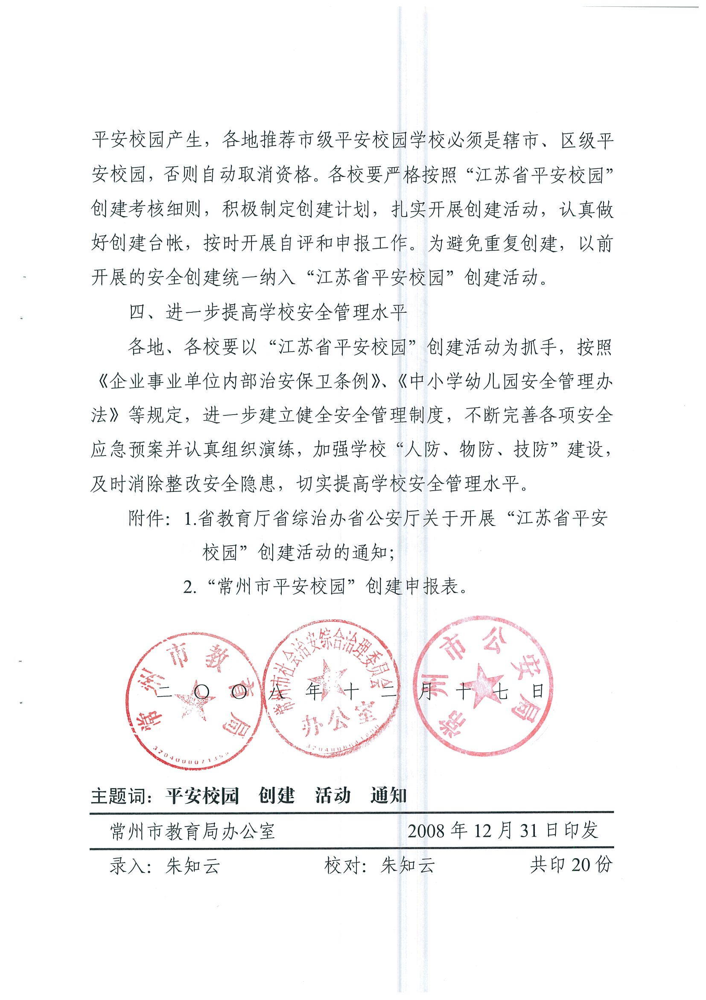 平安校园产生，各地推荐市级平安校园学校必须是辖市、区级平
安校园，否则自动取消资格。各校要严格按照“江苏省平安校园”
创建考核细则，积极制定创建计划，扎实开展创建活动，认真做
好创建台帐，按时开展自评和申报工作。为避免重复创建，以前
开展的安全创建统一纳入“江苏省平安校园”创建活动。
四、进一步提高学校安全管理水平
各地、各校要以“江苏省平安校园”创建活动为抓手，按照
《企业事业单位内部治安保卫条例》、《中小学幼儿园安全管理办
法》等规定，进一步建立健全安全管理制度，不断完善各项安全
应急预案并认真组织演练，加强学校“人防、物防、技防”建设，
及时消除整改安全隐患，切实提高学校安全管理水平。
附件：1.省教育厅省综治办省公安厅关于开展“江苏省平安
校园”创建活动的通知；
2.“常州市平安校园”创建申报表。
常州市教育局
常州市社会治安综合治理委员会
办公室
常州市公安局
二〇〇八年十二月十七日
主题词：平安校园 创建 活动 通知
常州市教育局办公室 2008年12月31日印发
录入：朱知云 校对：朱知云 共印20份